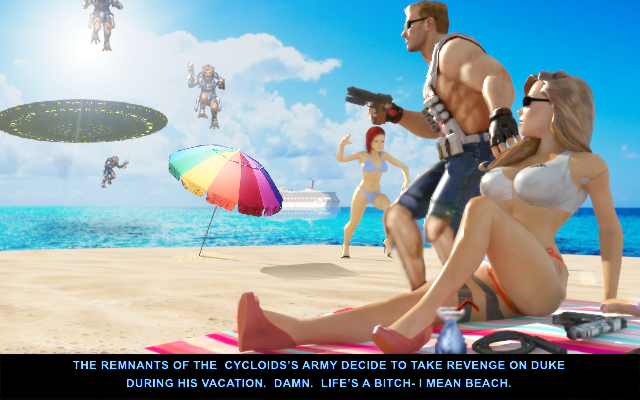 THE REMNANTS OF THE CYCLOIDS'S ARMY DECIDE TO TAKE REVENGE ON DUKE
DURING HIS VACATION. DAMN. LIFE'S A BITCH- I MEAN BEACH.